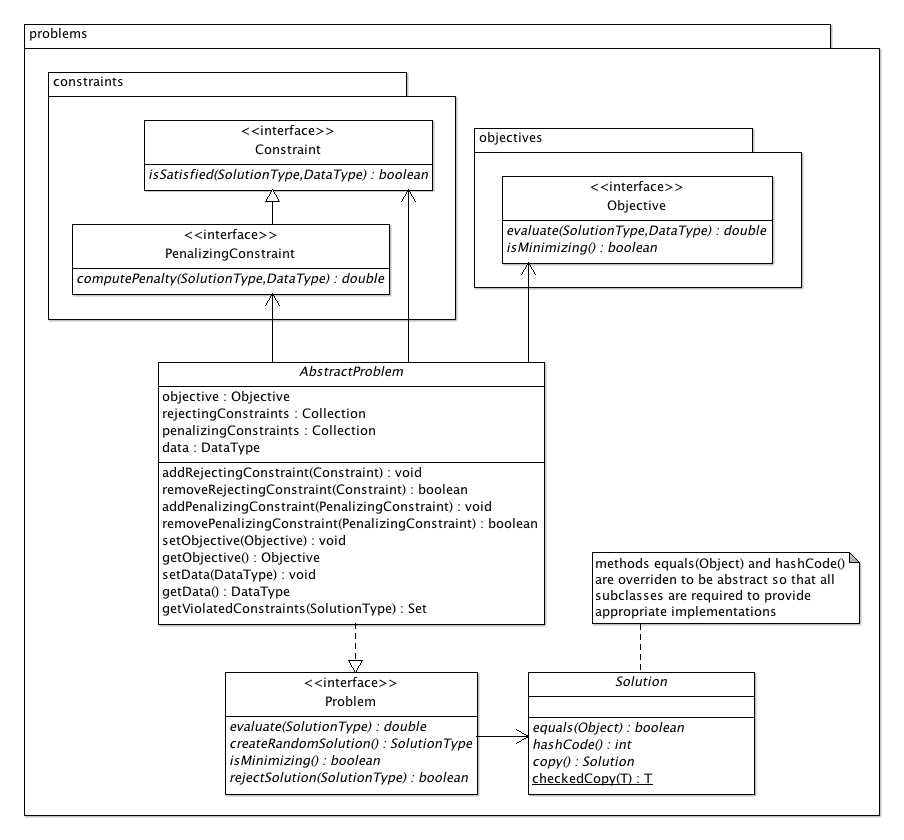 problems
constraints
<<interface>>
Constraint
isSatisfied(SolutionType,DataType) : boolean
<<interface>>
PenalizingConstraint
computePenalty(SolutionType,DataType) : double
objectives
<<interface>>
Objective
evaluate(SolutionType,DataType) : double
isMinimizing() : boolean
AbstractProblem
objective : Objective
rejectingConstraints : Collection
penalizingConstraints : Collection
data : DataType
addRejectingConstraint(Constraint) : void
removeRejectingConstraint(Constraint) : boolean
addPenalizingConstraint(PenalizingConstraint) : void
removePenalizingConstraint(PenalizingConstraint) : boolean
setObjective(Objective) : void
getObjective() : Objective
setData(DataType) : void
getData() : DataType
getViolatedConstraints(SolutionType) : Set
methods equals(Object) and hashCode()
are overriden to be abstract so that all
subclasses are required to provide
appropriate implementations
<<interface>>
Problem
evaluate(SolutionType) : double
createRandomSolution() : SolutionType
isMinimizing() : boolean
rejectSolution(SolutionType) : boolean
Solution
equals(Object) : boolean
hashCode() : int
copy() : Solution
checkedCopy(T) : T